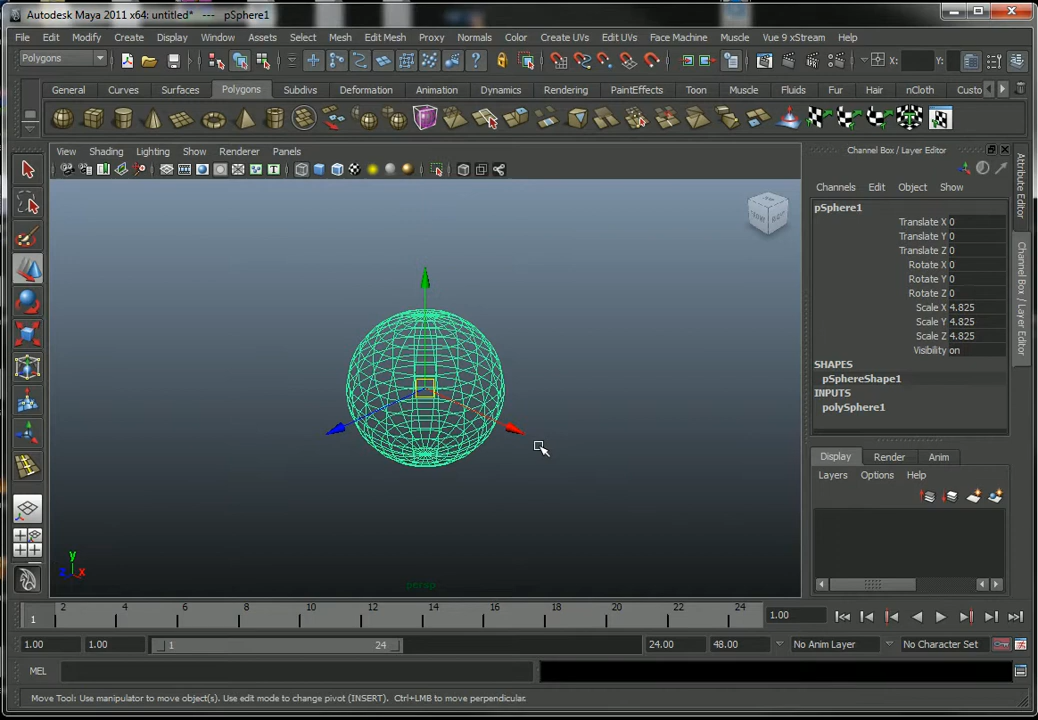 Autodesk Maya 2011 x64: untitled* --- pSphere1
File Edit Modify Create Display Window Assets Select Mesh Edit Mesh Proxy Normals Color Create UVs Edit UVs Face Machine Muscle Vue 9 xStream Help
Polygons X: Y:
General Curves Surfaces Polygons Subdivs Deformation Animation Dynamics Rendering PaintEffects Toon Muscle Fluids Fur Hair nCloth Custo
View Shading Lighting Show Renderer Panels
Channel Box / Layer Editor
Channels Edit Object Show
pSphere1
Translate X 0
Translate Y 0
Translate Z 0
Rotate X 0
Rotate Y 0
Rotate Z 0
Scale X 4.825
Scale Y 4.825
Scale Z 4.825
Visibility on
SHAPES
pSphereShape1
INPUTS
polySphere1
Attribute Editor
Channel Box / Layer Editor
Display Render Anim
Layers Options Help
y
z x
persp
1 2 4 6 8 10 12 14 16 18 20 22 24 1.00
1.00 1.00 1 24 24.00 48.00 No Anim Layer No Character Set
MEL
Move Tool: Use manipulator to move object(s). Use edit mode to change pivot (INSERT). Ctrl+LMB to move perpendicular.